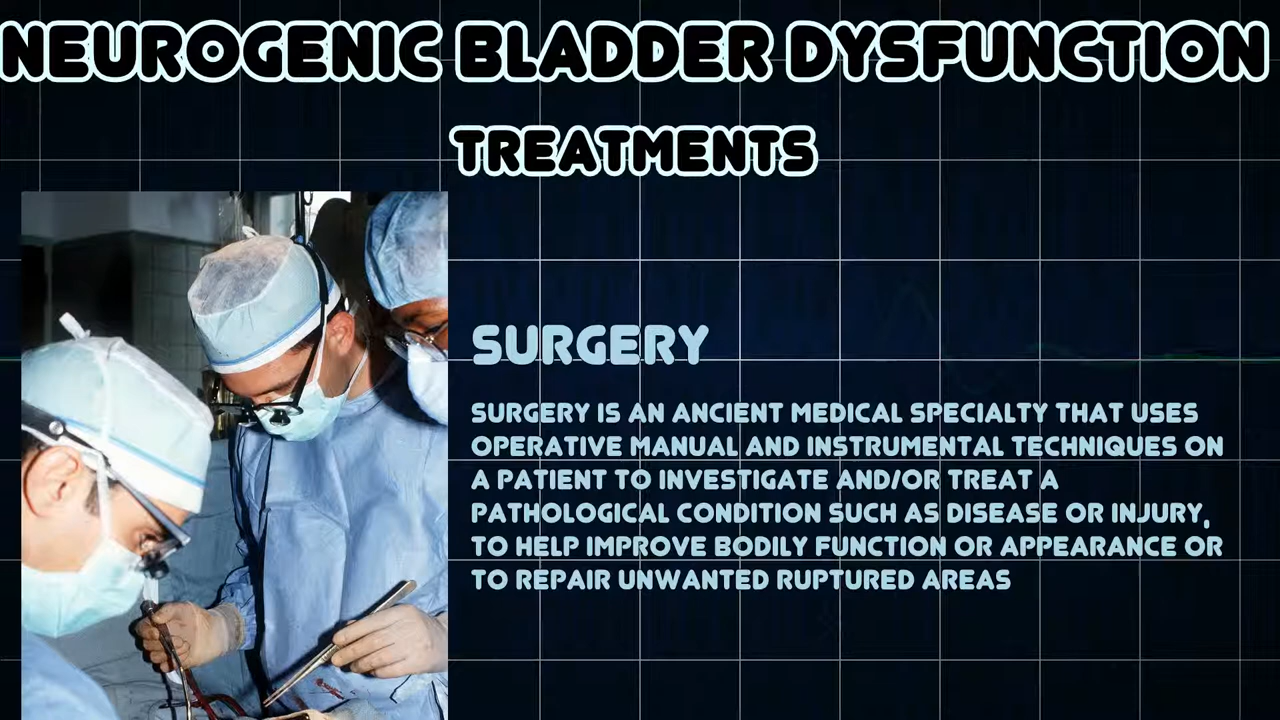 NEUROGENIC BLADDER DYSFUNCTION
TREATMENTS
SURGERY
SURGERY IS AN ANCIENT MEDICAL SPECIALTY THAT USES
OPERATIVE MANUAL AND INSTRUMENTAL TECHNIQUES ON
A PATIENT TO INVESTIGATE AND/OR TREAT A
PATHOLOGICAL CONDITION SUCH AS DISEASE OR INJURY,
TO HELP IMPROVE BODILY FUNCTION OR APPEARANCE OR
TO REPAIR UNWANTED RUPTURED AREAS